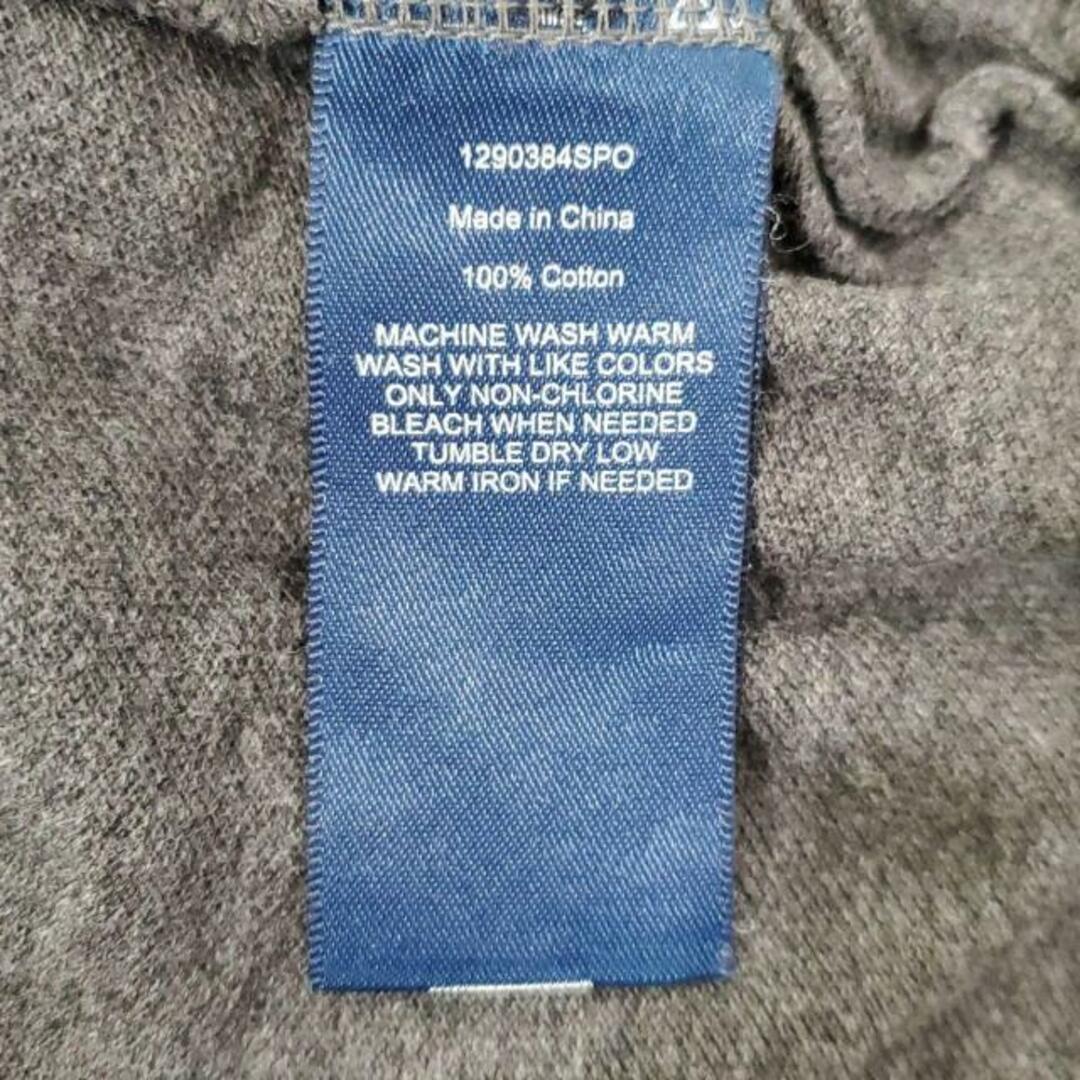 1290384SPO
Made in China
100% Cotton
MACHINE WASH WARM
WASH WITH LIKE COLORS
ONLY NON-CHLORINE
BLEACH WHEN NEEDED
TUMBLE DRY LOW
WARM IRON IF NEEDED